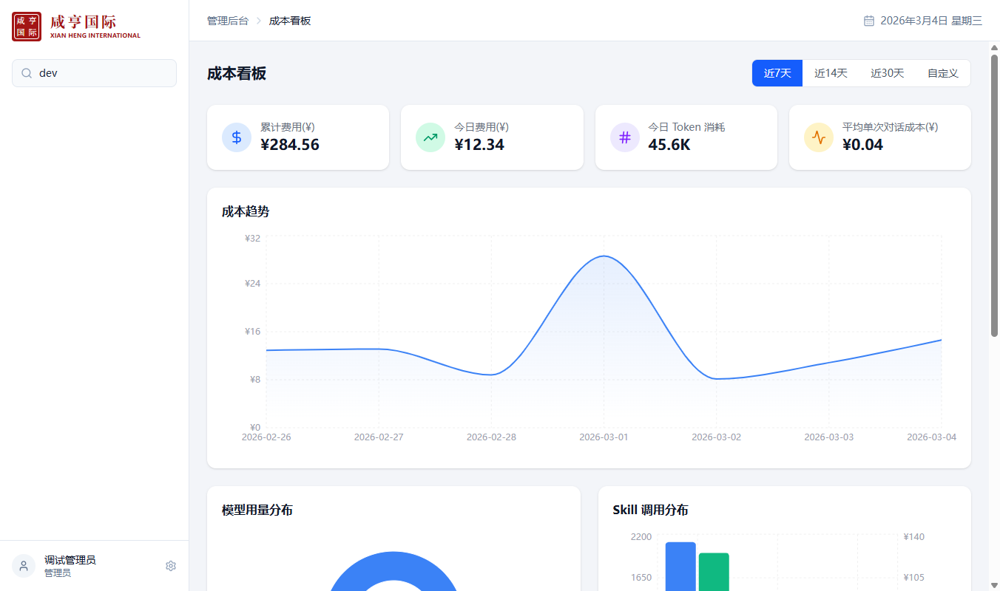 咸亨
国际
咸亨国际
XIAN HENG INTERNATIONAL
dev
调试管理员
管理员
管理后台
成本看板
2026年3月4日 星期三
成本看板
近7天
近14天
近30天
自定义
累计费用(¥)
¥284.56
今日费用(¥)
¥12.34
今日 Token 消耗
45.6K
平均单次对话成本(¥)
¥0.04
成本趋势
¥32
¥24
¥16
¥8
¥0
2026-02-26
2026-02-27
2026-02-28
2026-03-01
2026-03-02
2026-03-03
2026-03-04
模型用量分布
Skill 调用分布
2200
1650
¥140
¥105